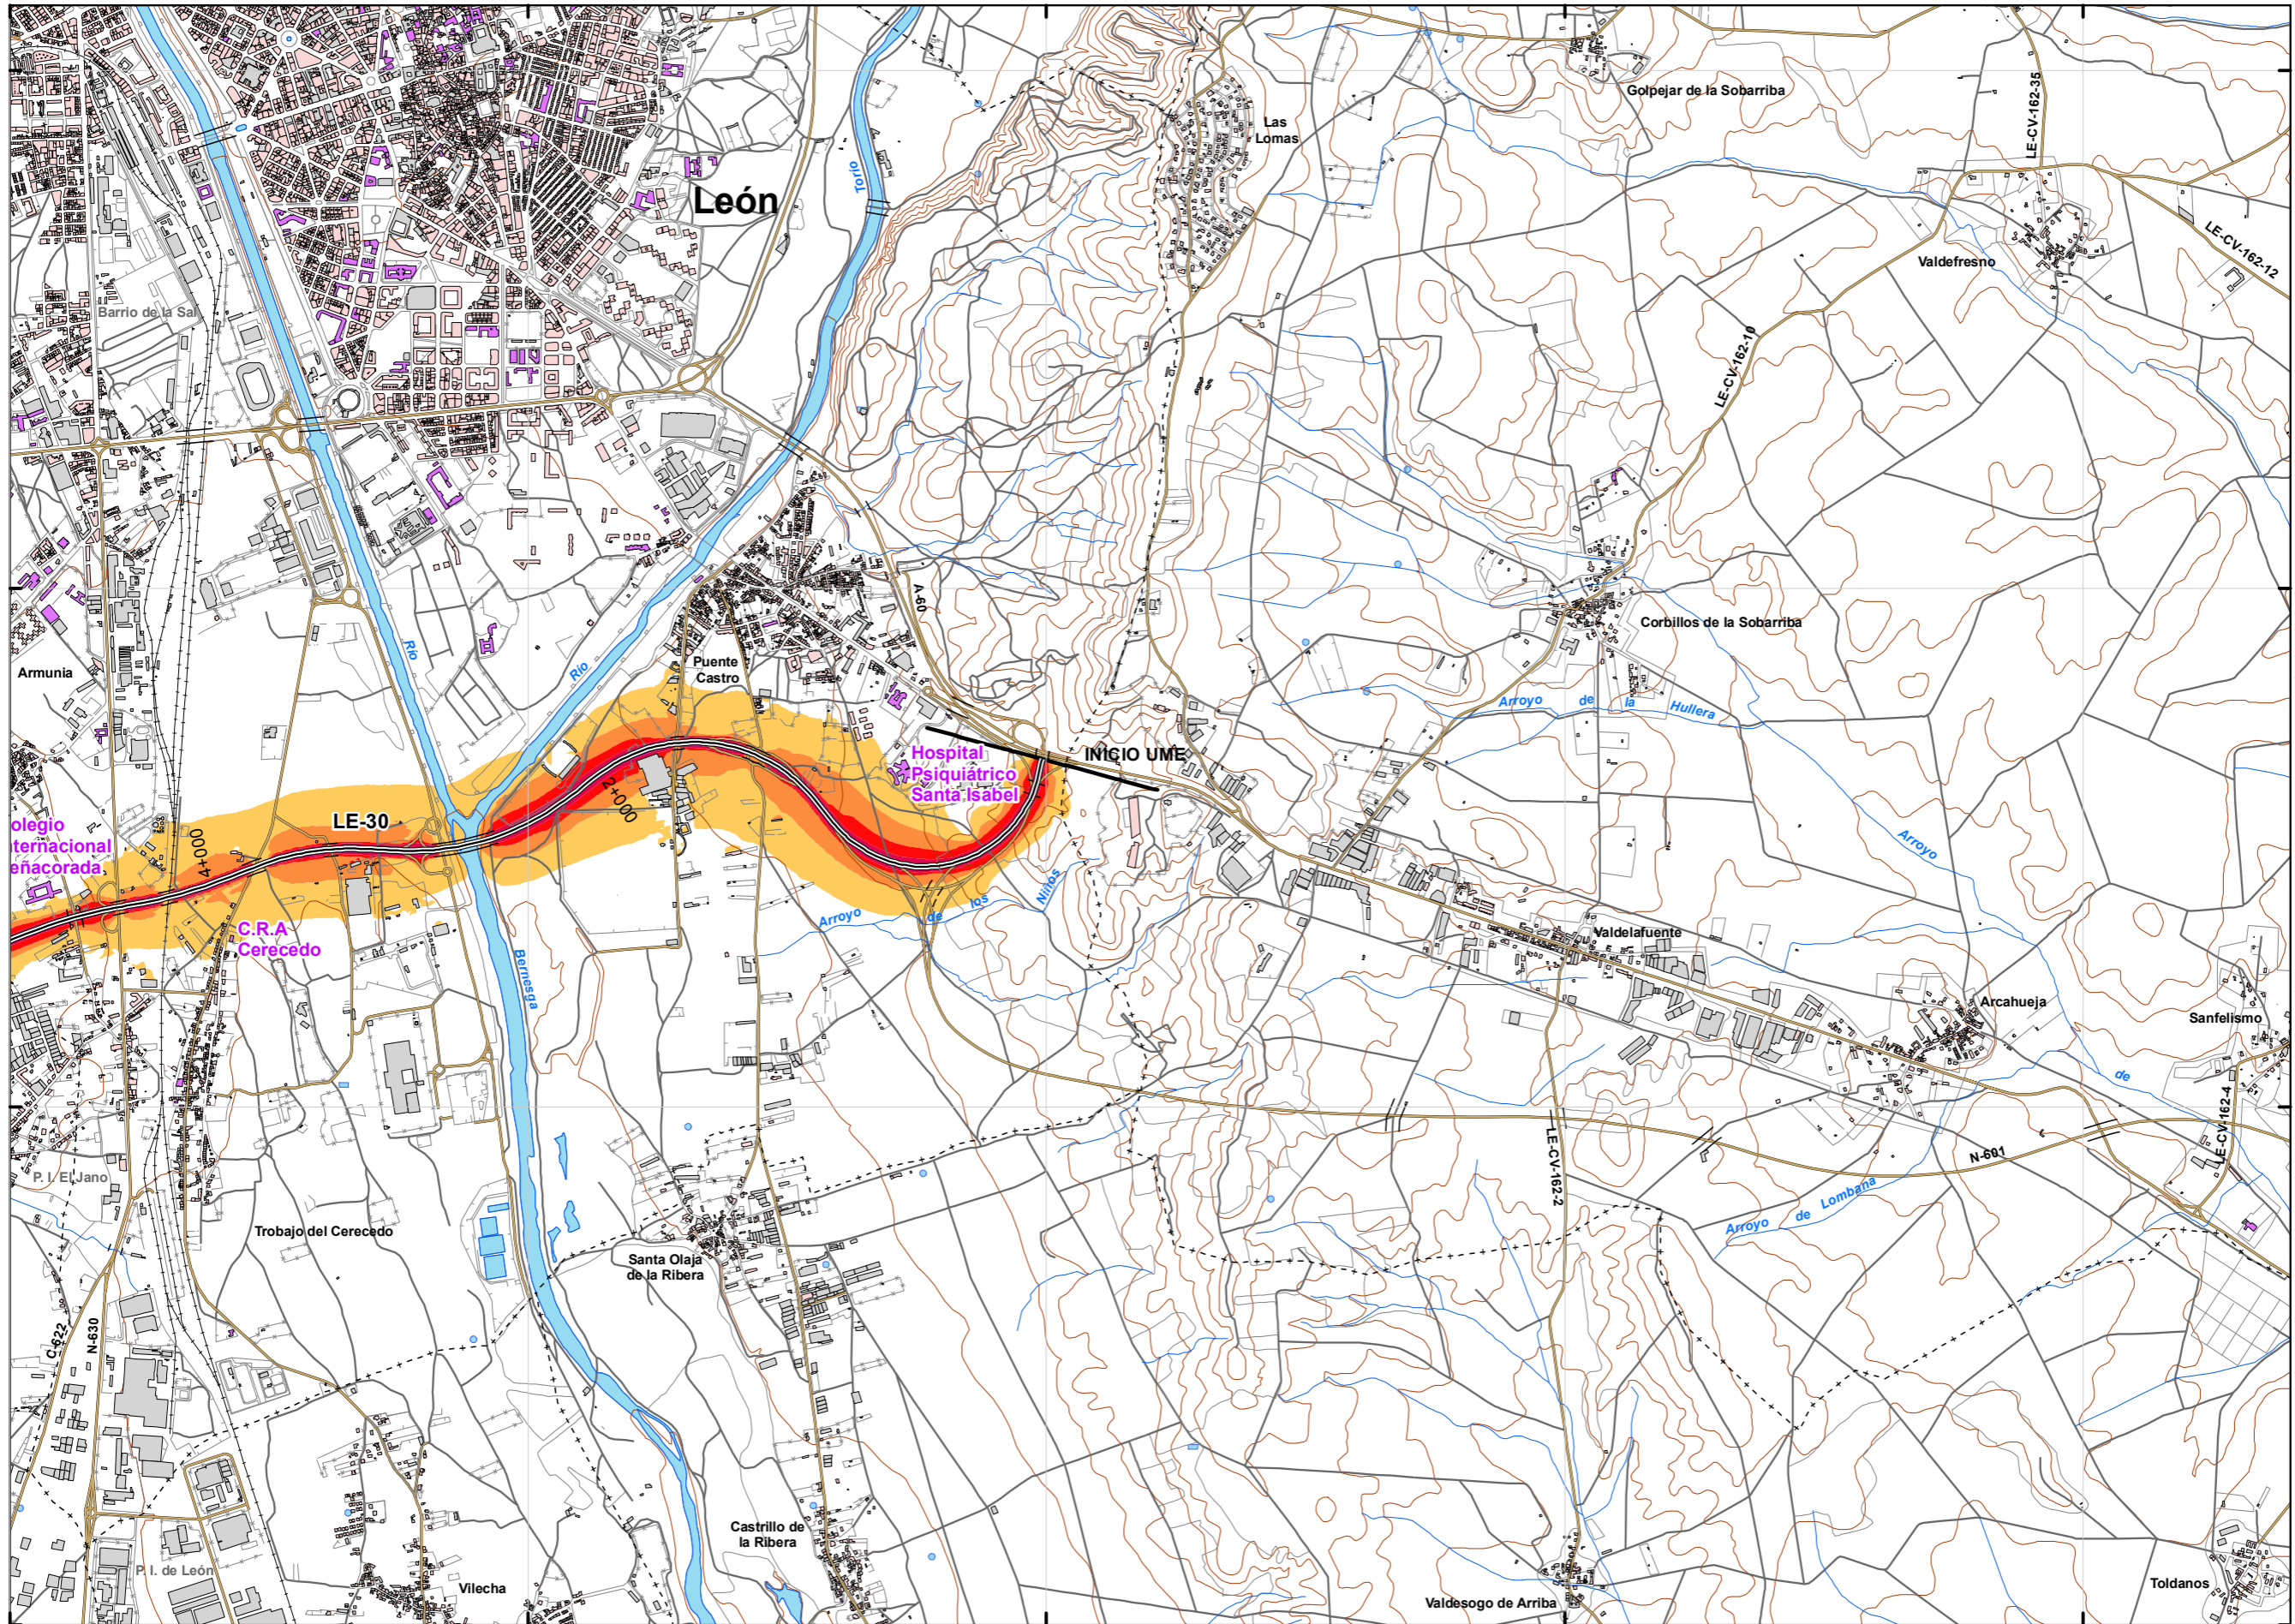 Golpejar de la Sobarriba
Las
Lomas
LE-CV-162-35
Torío
León
LE-CV-162-12
Valdefresno
Barrio de la Sal
LE-CV-162-10
A-60
Corbillos de la Sobarriba
Río
Río
Puente
Castro
Armunia
Arroyo de la Hullera
Hospital
Psiquiátrico
Santa Isabel
INICIO UME
2+000
LE-30
olegio
ternacional
eñacorada
4+000
Arroyo
Niños
Arroyo de los
C.R.A
Cerecedo
Valdelafuente
Bernesga
Arcahueja
Sanfelismo
de
LE-CV-162-4
LE-CV-162-2
N-601
P. I. El Jano
Arroyo de Lombana
Trobajo del Cerecedo
Santa Olaja
de la Ribera
C-622
N-630
Castrillo de
la Ribera
P. I. de León
Vilecha
Valdesogo de Arriba
Toldanos